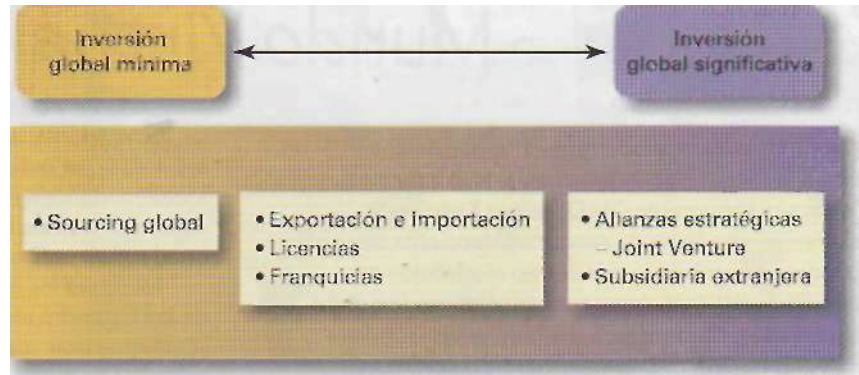 Inversión
global mínima
Inversión
global significativa
• Sourcing global
• Exportación e importación
• Licencias
• Franquicias
• Alianzas estratégicas
– Joint Venture
• Subsidiaria extranjera